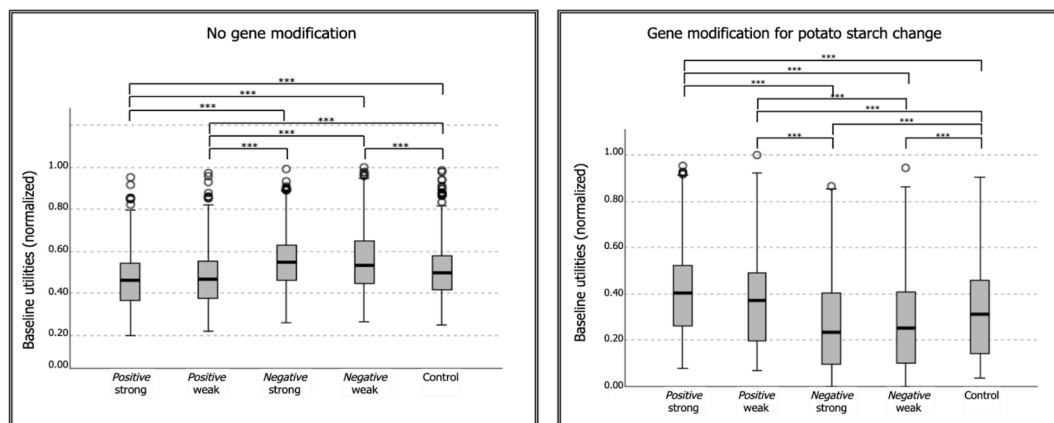 No gene modification
***
***
***
***
***
***
***
***
Baseline utilities (normalized)
1.00
0.80
0.60
0.40
0.20
0.00
Positive strong
Positive weak
Negative strong
Negative weak
Control
Gene modification for potato starch change
***
***
***
***
***
***
***
***
Baseline utilities (normalized)
1.00
0.80
0.60
0.40
0.20
0.00
Positive strong
Positive weak
Negative strong
Negative weak
Control